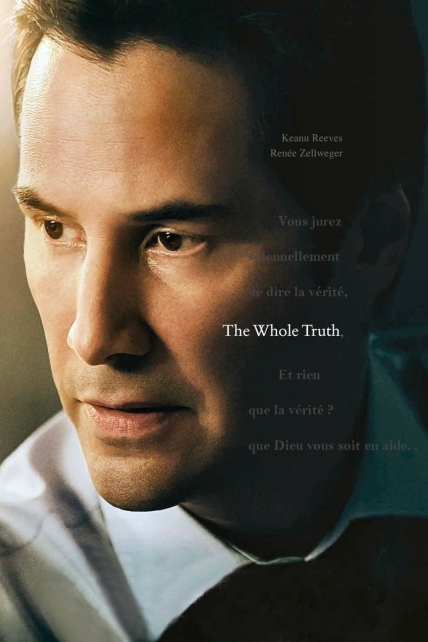 Keanu Reeves
Renée Zellweger
Vous jurez
solennellement
de dire la vérité,
The Whole Truth,
Et rien
que la vérité ?
que Dieu vous soit en aide. .